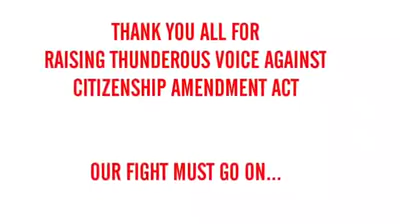 THANK YOU ALL FOR
RAISING THUNDEROUS VOICE AGAINST
CITIZENSHIP AMENDMENT ACT
OUR FIGHT MUST GO ON...